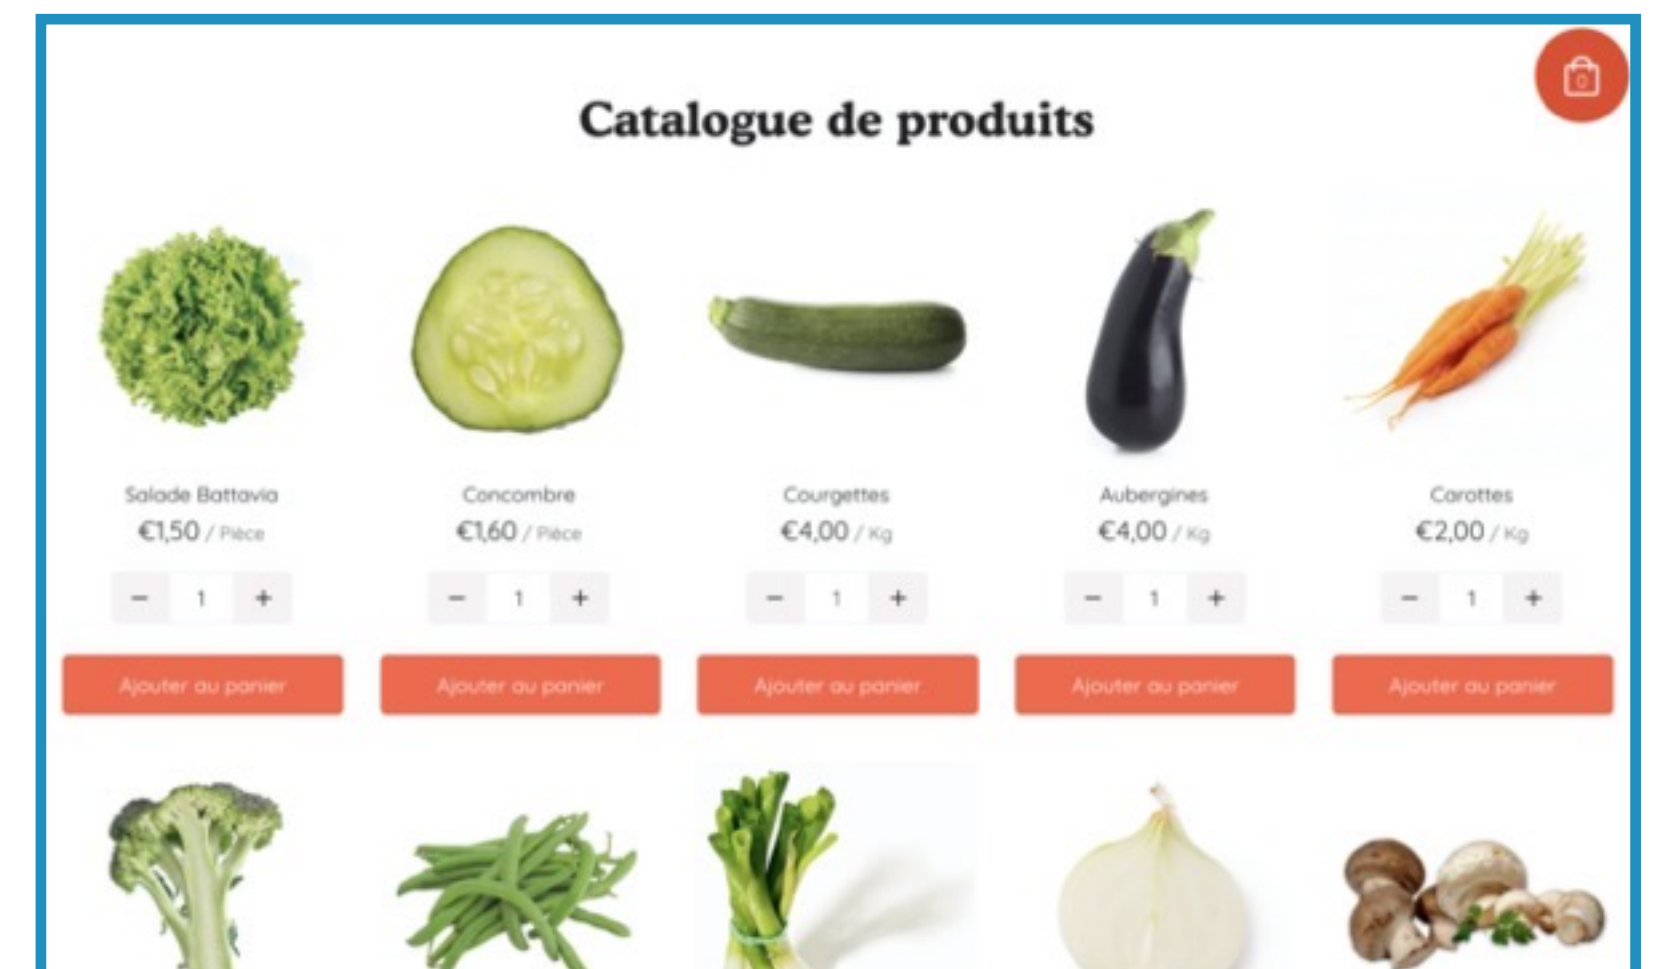 0
Catalogue de produits
Salade Battavia
€1,50 / Pièce
− 1 +
Ajouter au panier
Concombre
€1,60 / Pièce
− 1 +
Ajouter au panier
Courgettes
€4,00 / Kg
− 1 +
Ajouter au panier
Aubergines
€4,00 / Kg
− 1 +
Ajouter au panier
Carottes
€2,00 / Kg
− 1 +
Ajouter au panier